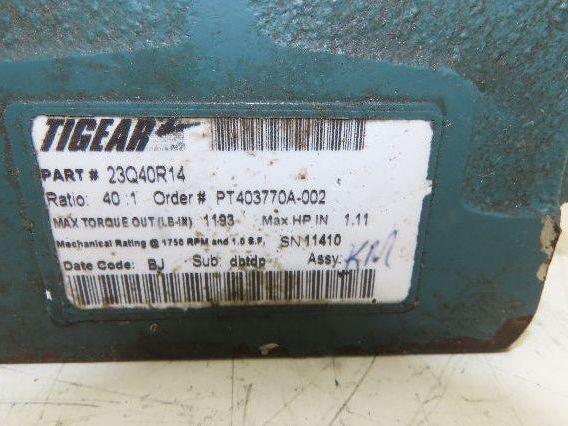 TIGEAR
PART # 23Q40R14
Ratio: 40 :1 Order # PT403770A-002
MAX TORQUE OUT(LB-IN) 1193 Max HP IN 1.11
Mechanical Rating @ 1750 RPM and 1.0 S.F. SN 11410
Date Code: BJ Sub: dbtdp Assy: KM